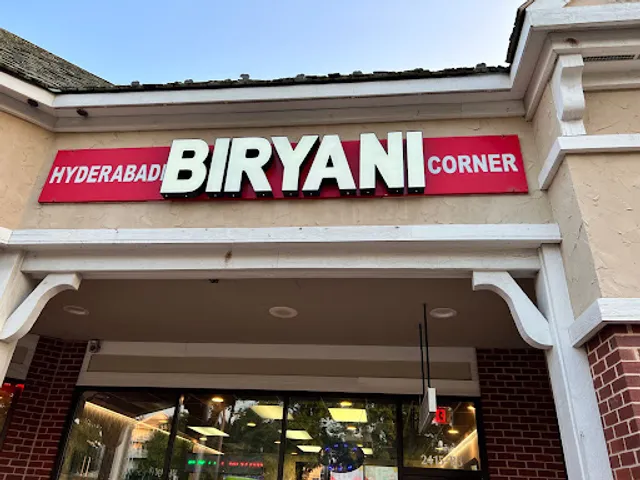 HYDERABADI BIRYANI CORNER